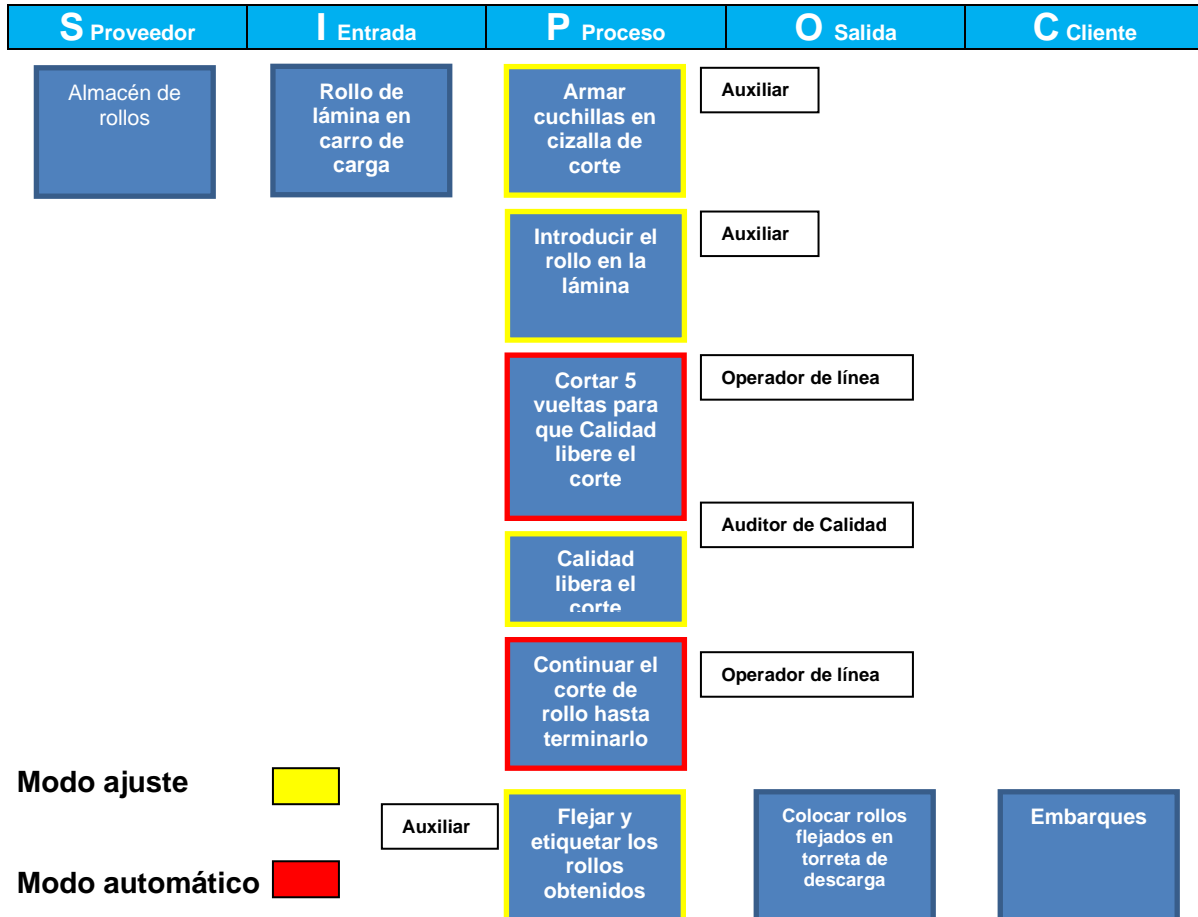 S Proveedor
I Entrada
P Proceso
O Salida
C Cliente
Almacén de
rollos
Rollo de
lámina en
carro de
carga
Armar
cuchillas en
cizalla de
corte
Auxiliar
Introducir el
rollo en la
lámina
Auxiliar
Cortar 5
vueltas para
que Calidad
libere el
corte
Operador de línea
Auditor de Calidad
Calidad
libera el
corte
Continuar el
corte de
rollo hasta
terminarlo
Operador de línea
Modo ajuste
Modo automático
Auxiliar
Flejar y
etiquetar los
rollos
obtenidos
Colocar rollos
flejados en
torreta de
descarga
Embarques